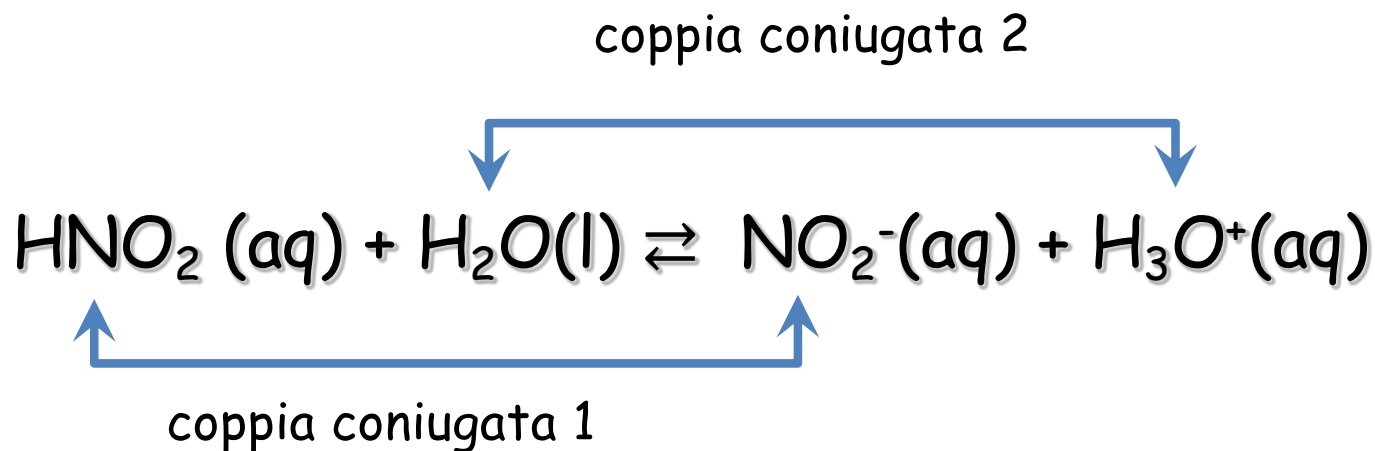 coppia coniugata 2
HNO₂ (aq) + H₂O(l) ⇄ NO₂⁻(aq) + H₃O⁺(aq)
coppia coniugata 1